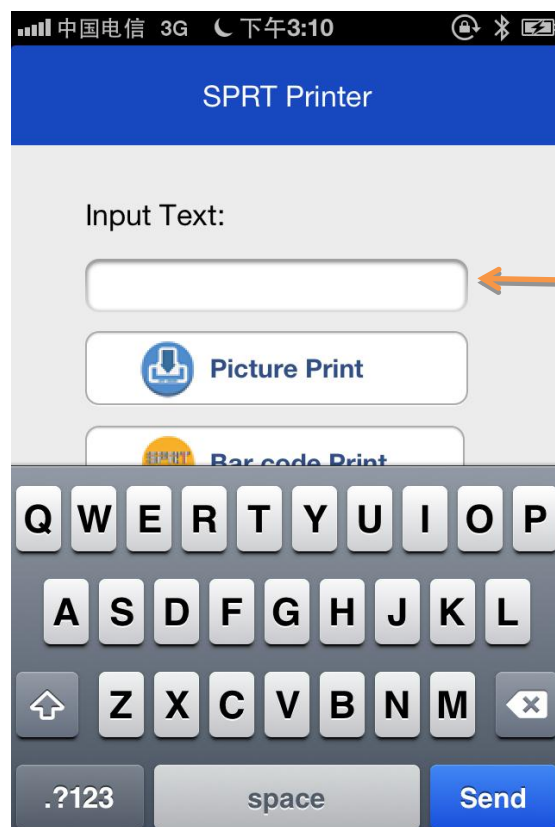 中国电信 3G 下午3:10
SPRT Printer
Input Text:
Picture Print
Bar code Print
Q W E R T Y U I O P
A S D F G H J K L
Z X C V B N M
.?123 space Send